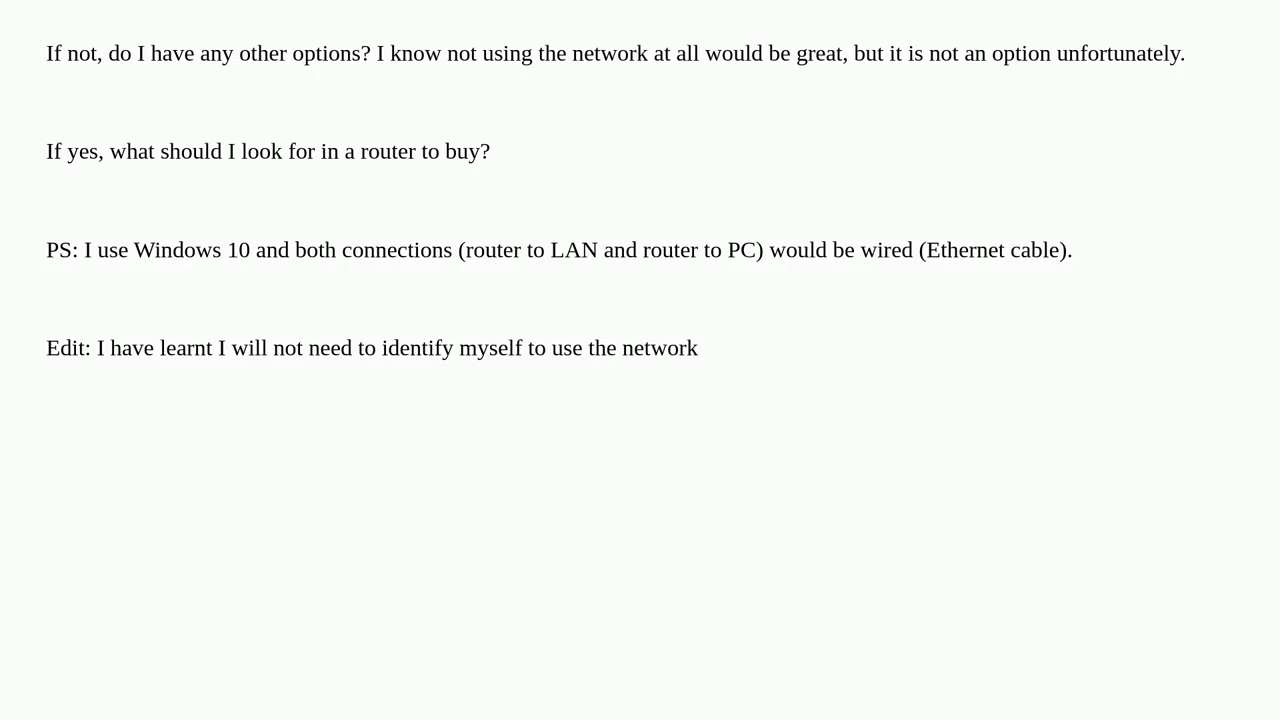 If not, do I have any other options? I know not using the network at all would be great, but it is not an option unfortunately.
If yes, what should I look for in a router to buy?
PS: I use Windows 10 and both connections (router to LAN and router to PC) would be wired (Ethernet cable).
Edit: I have learnt I will not need to identify myself to use the network